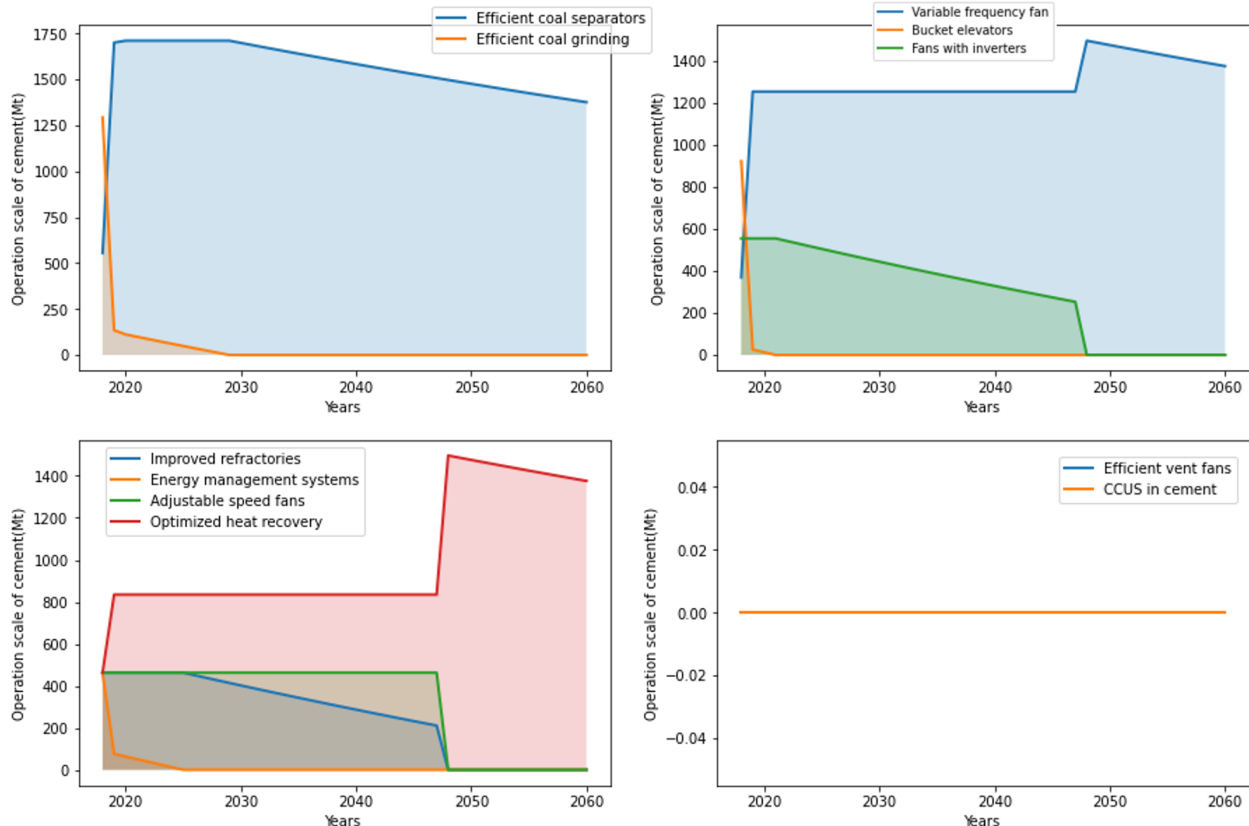 Efficient coal separators
Efficient coal grinding
Operation scale of cement(Mt)
1750
1500
1250
1000
750
500
250
0
2020 2030 2040 2050 2060
Years
Variable frequency fan
Bucket elevators
Fans with inverters
Operation scale of cement(Mt)
1400
1200
1000
800
600
400
200
0
2020 2030 2040 2050 2060
Years
Improved refractories
Energy management systems
Adjustable speed fans
Optimized heat recovery
Operation scale of cement(Mt)
1400
1200
1000
800
600
400
200
0
2020 2030 2040 2050 2060
Years
Efficient vent fans
CCUS in cement
Operation scale of cement(Mt)
0.04
0.02
0.00
−0.02
−0.04
2020 2030 2040 2050 2060
Years